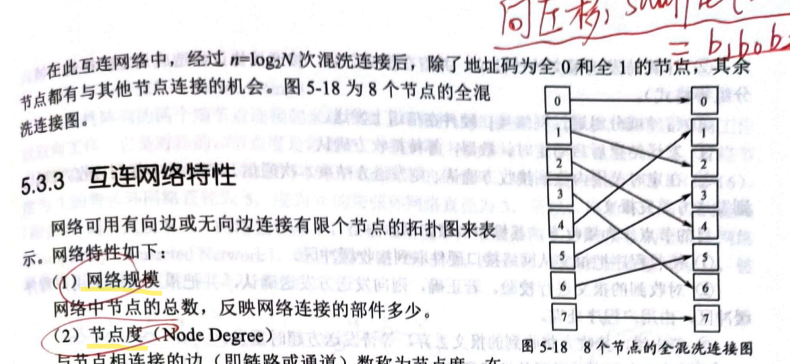 向左移, shuffle(
= b₁b₀b₂
在此互连网络中，经过 n=log₂N 次混洗连接后，除了地址码为全 0 和全 1 的节点，其余
节点都有与其他节点连接的机会。图 5-18 为 8 个节点的全混
洗连接图。
5.3.3 互连网络特性
网络可用有向边或无向边连接有限个节点的拓扑图来表
示。网络特性如下：
（1）网络规模
网络中节点的总数，反映网络连接的部件多少。
（2）节点度（Node Degree）
与节点相连接的边（即链路或通道）数称为节点度，在
0 0
1 1
2 2
3 3
4 4
5 5
6 6
7 7
图 5-18 8 个节点的全混洗连接图